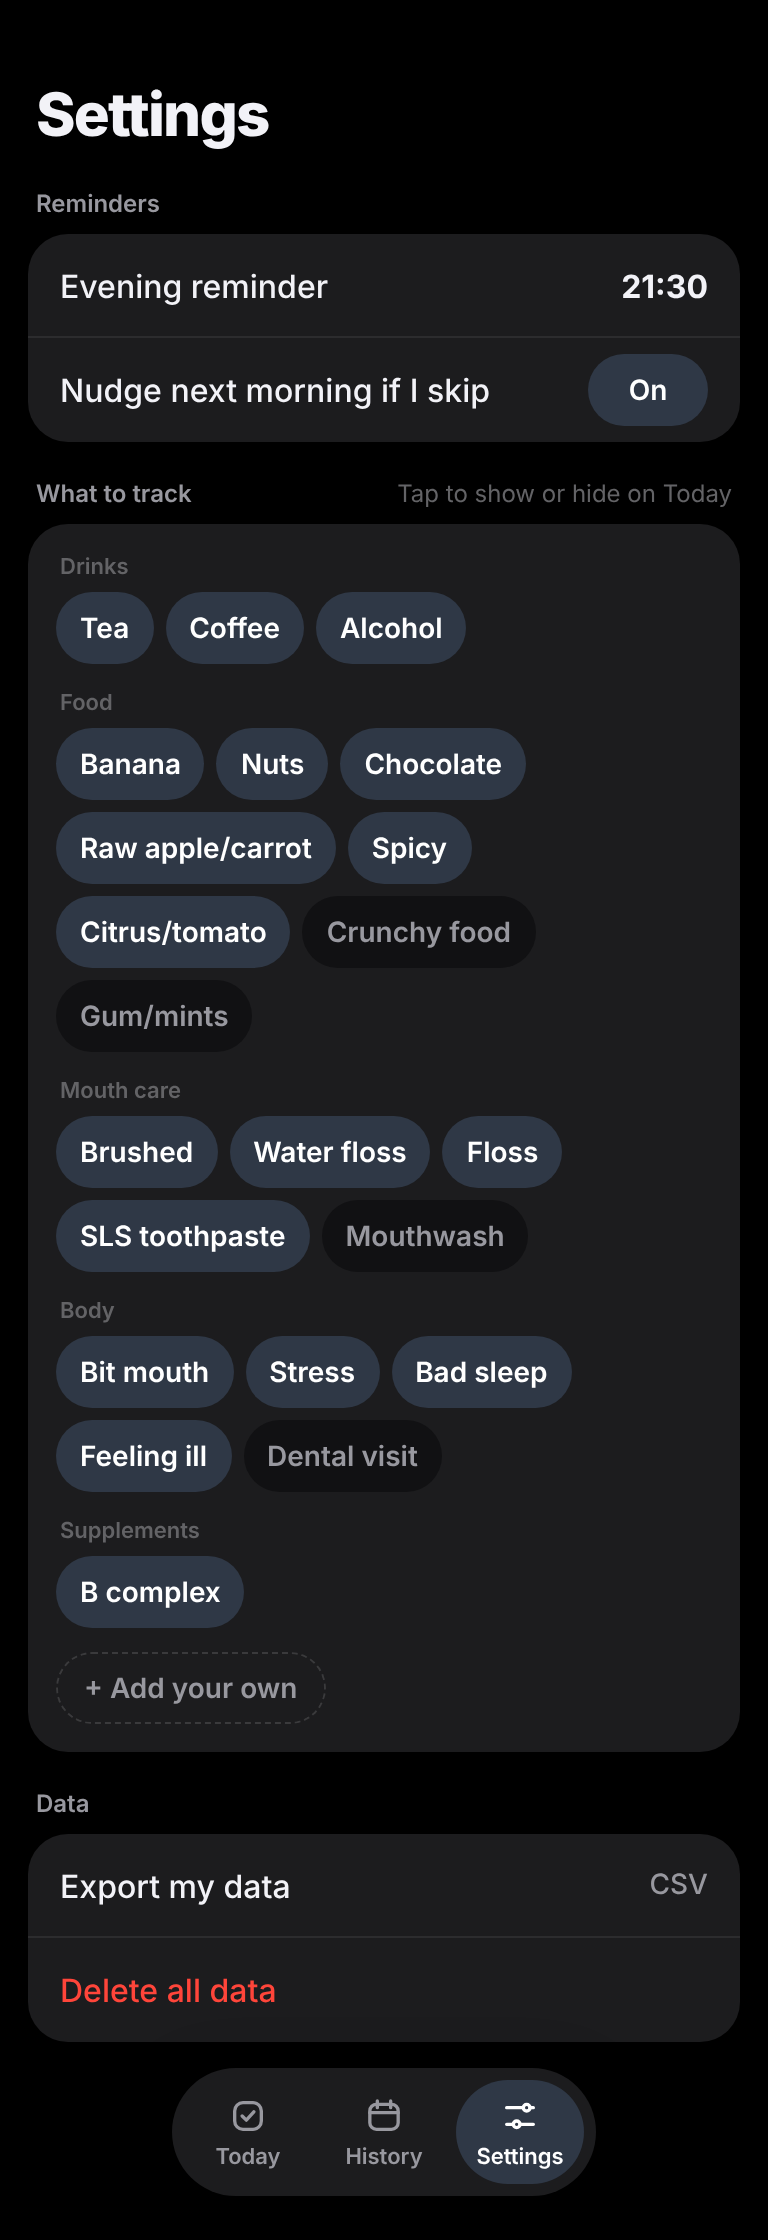 Settings
Reminders
Evening reminder 21:30
Nudge next morning if I skip On
What to track Tap to show or hide on Today
Drinks
Tea Coffee Alcohol
Food
Banana Nuts Chocolate
Raw apple/carrot Spicy
Citrus/tomato Crunchy food
Gum/mints
Mouth care
Brushed Water floss Floss
SLS toothpaste Mouthwash
Body
Bit mouth Stress Bad sleep
Feeling ill Dental visit
Supplements
B complex
+ Add your own
Data
Export my data CSV
Delete all data
Today History Settings